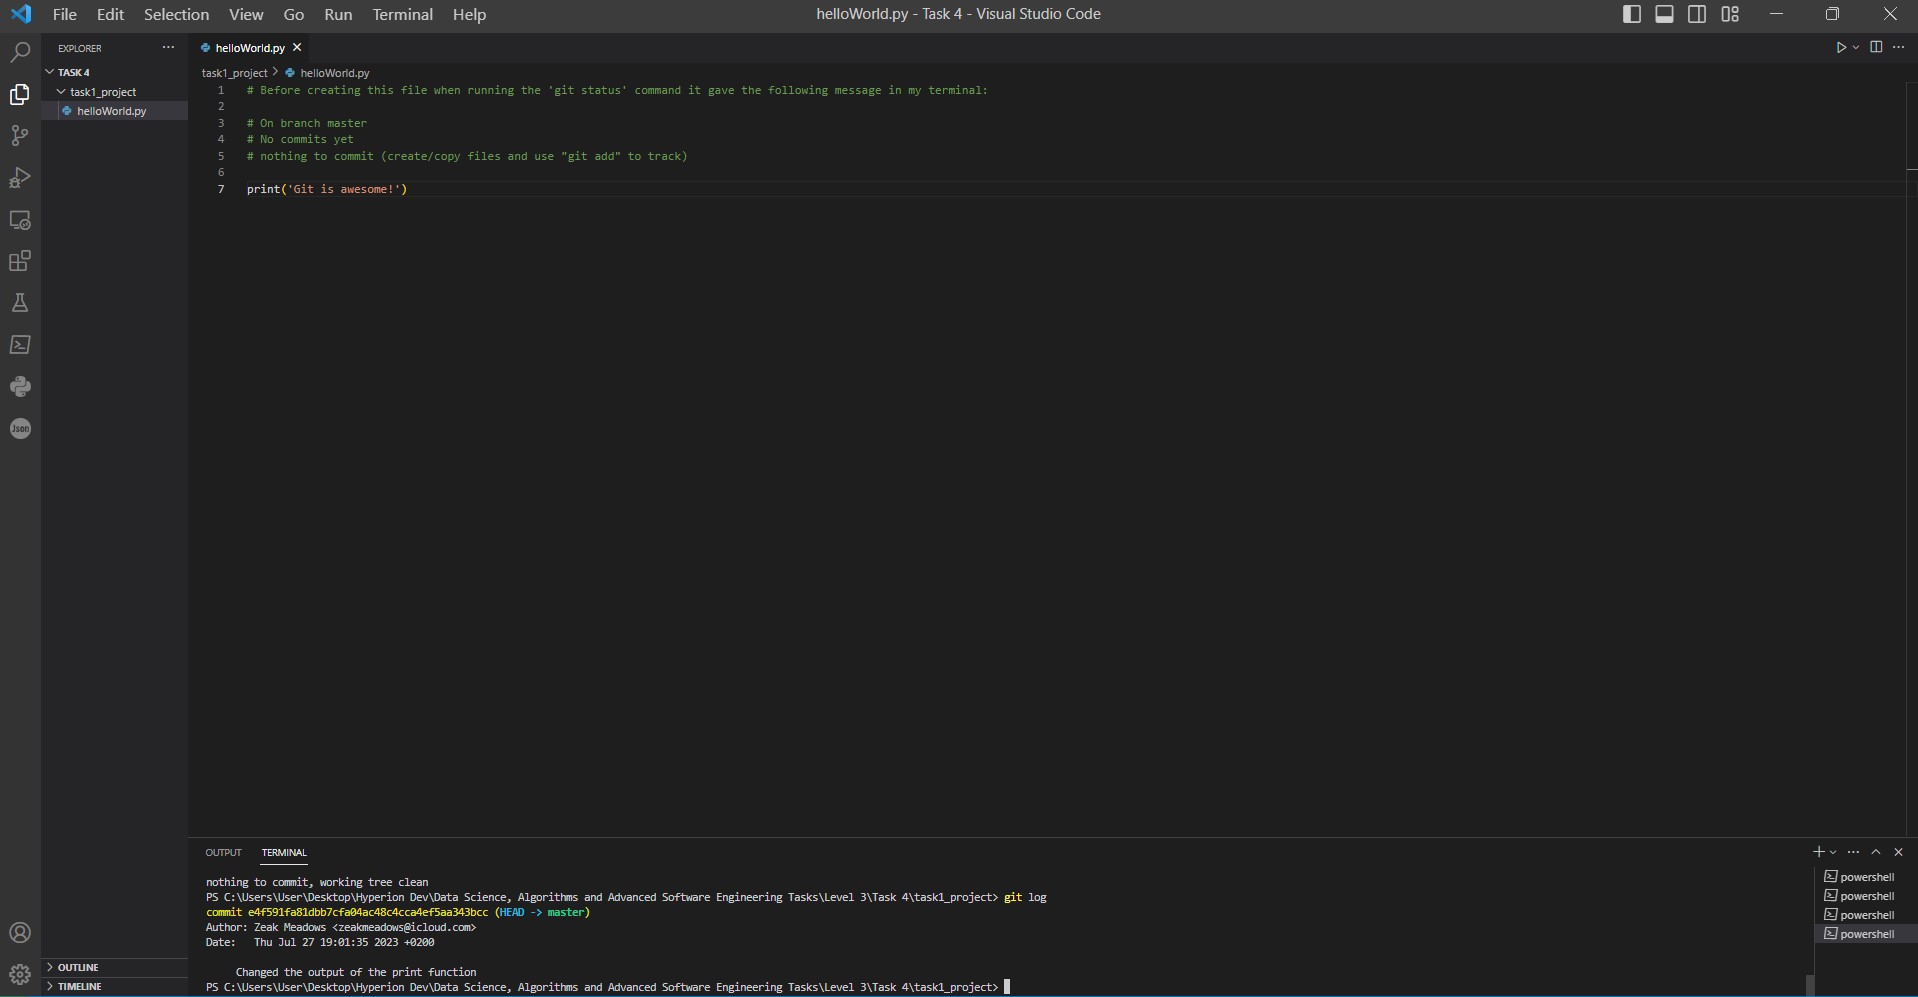 File Edit Selection View Go Run Terminal Help
helloWorld.py - Task 4 - Visual Studio Code
EXPLORER
TASK 4
task1_project
helloWorld.py
Json
OUTLINE
TIMELINE
helloWorld.py
task1_project > helloWorld.py
1 # Before creating this file when running the 'git status' command it gave the following message in my terminal:
2
3 # On branch master
4 # No commits yet
5 # nothing to commit (create/copy files and use "git add" to track)
6
7 print('Git is awesome!')
OUTPUT TERMINAL
nothing to commit, working tree clean
PS C:\Users\User\Desktop\Hyperion Dev\Data Science, Algorithms and Advanced Software Engineering Tasks\Level 3\Task 4\task1_project> git log
commit e4f591fa81dbb7cfa04ac48c4cca4ef5aa343bcc (HEAD -> master)
Author: Zeak Meadows <zeakmeadows@icloud.com>
Date: Thu Jul 27 19:01:35 2023 +0200
Changed the output of the print function
PS C:\Users\User\Desktop\Hyperion Dev\Data Science, Algorithms and Advanced Software Engineering Tasks\Level 3\Task 4\task1_project>
powershell
powershell
powershell
powershell